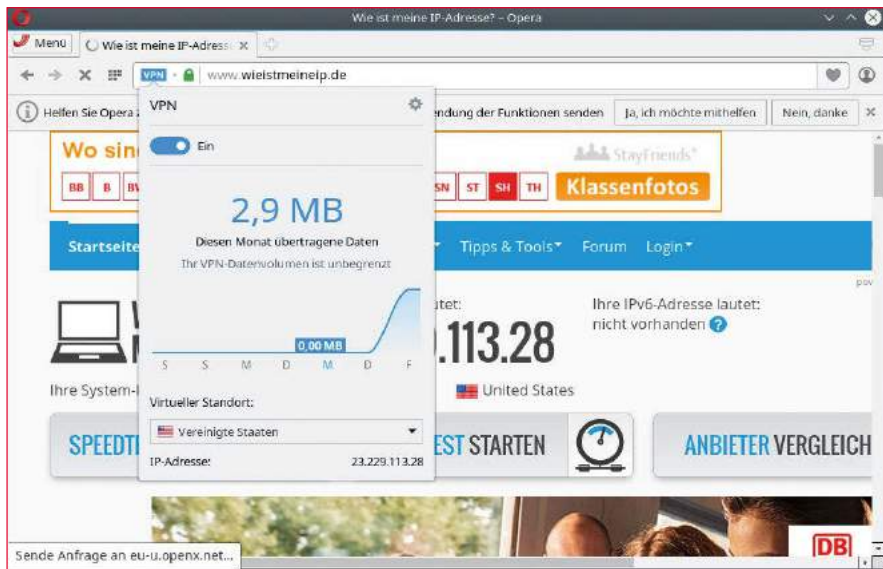 Wie ist meine IP-Adresse? – Opera
Menü
Wie ist meine IP-Adress
VPN
www.wieistmeineip.de
Helfen Sie Opera
endung der Funktionen senden
Ja, ich möchte mithelfen
Nein, danke
VPN
Ein
2,9 MB
Diesen Monat übertragene Daten
Ihr VPN-Datenvolumen ist unbegrenzt
0,00 MB
S S M D M D F
Virtueller Standort:
Vereinigte Staaten
IP-Adresse: 23.229.113.28
Wo sin
StayFriends
BB B SN ST SH TH
Klassenfotos
Startseite Tipps & Tools Forum Login
utet:
.113.28
Ihre IPv6-Adresse lautet:
nicht vorhanden ?
Ihre System-
United States
SPEEDT
EST STARTEN
ANBIETER VERGLEICH
DB
Sende Anfrage an eu-u.openx.net...